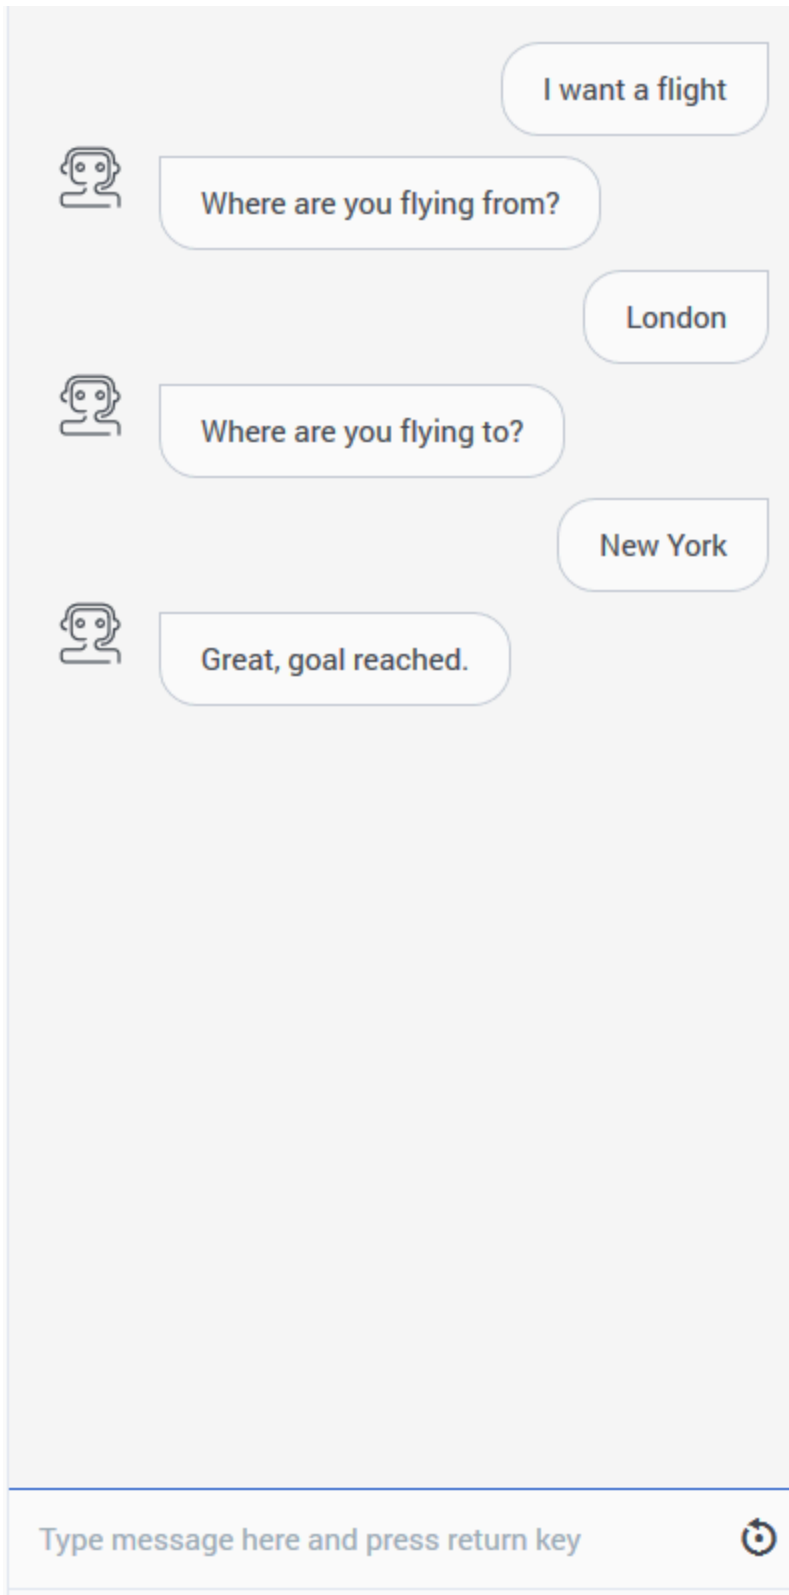 I want a flight
Where are you flying from?
London
Where are you flying to?
New York
Great, goal reached.
Type message here and press return key